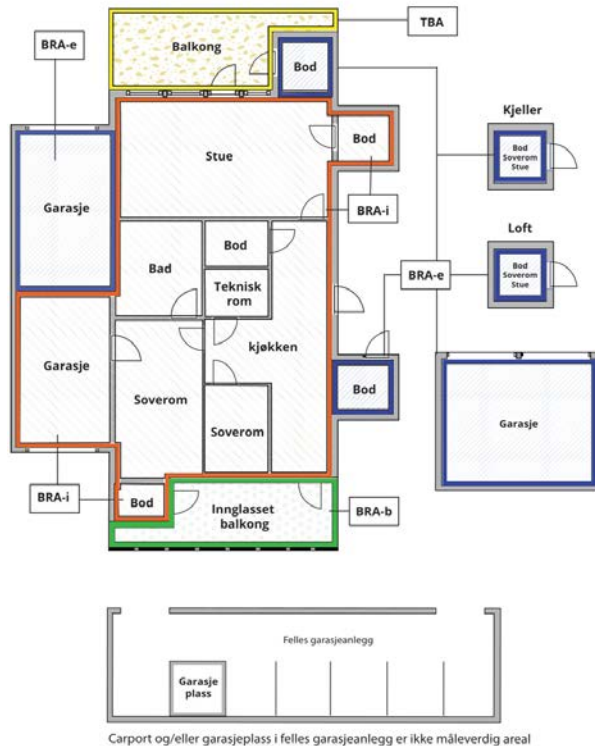 TBA
BRA-e
Balkong
Bod
Kjeller
Bod
Soverom
Stue
Stue
Bod
Garasje
BRA-i
Loft
Bod
Bad
Teknisk
rom
BRA-e
Bod
Soverom
Stue
kjøkken
Garasje
Soverom
Bod
Soverom
Garasje
BRA-i
Bod
Innglasset
balkong
BRA-b
Felles garasjeanlegg
Garasje
plass
Carport og/eller garasjeplass i felles garasjeanlegg er ikke måleverdig areal